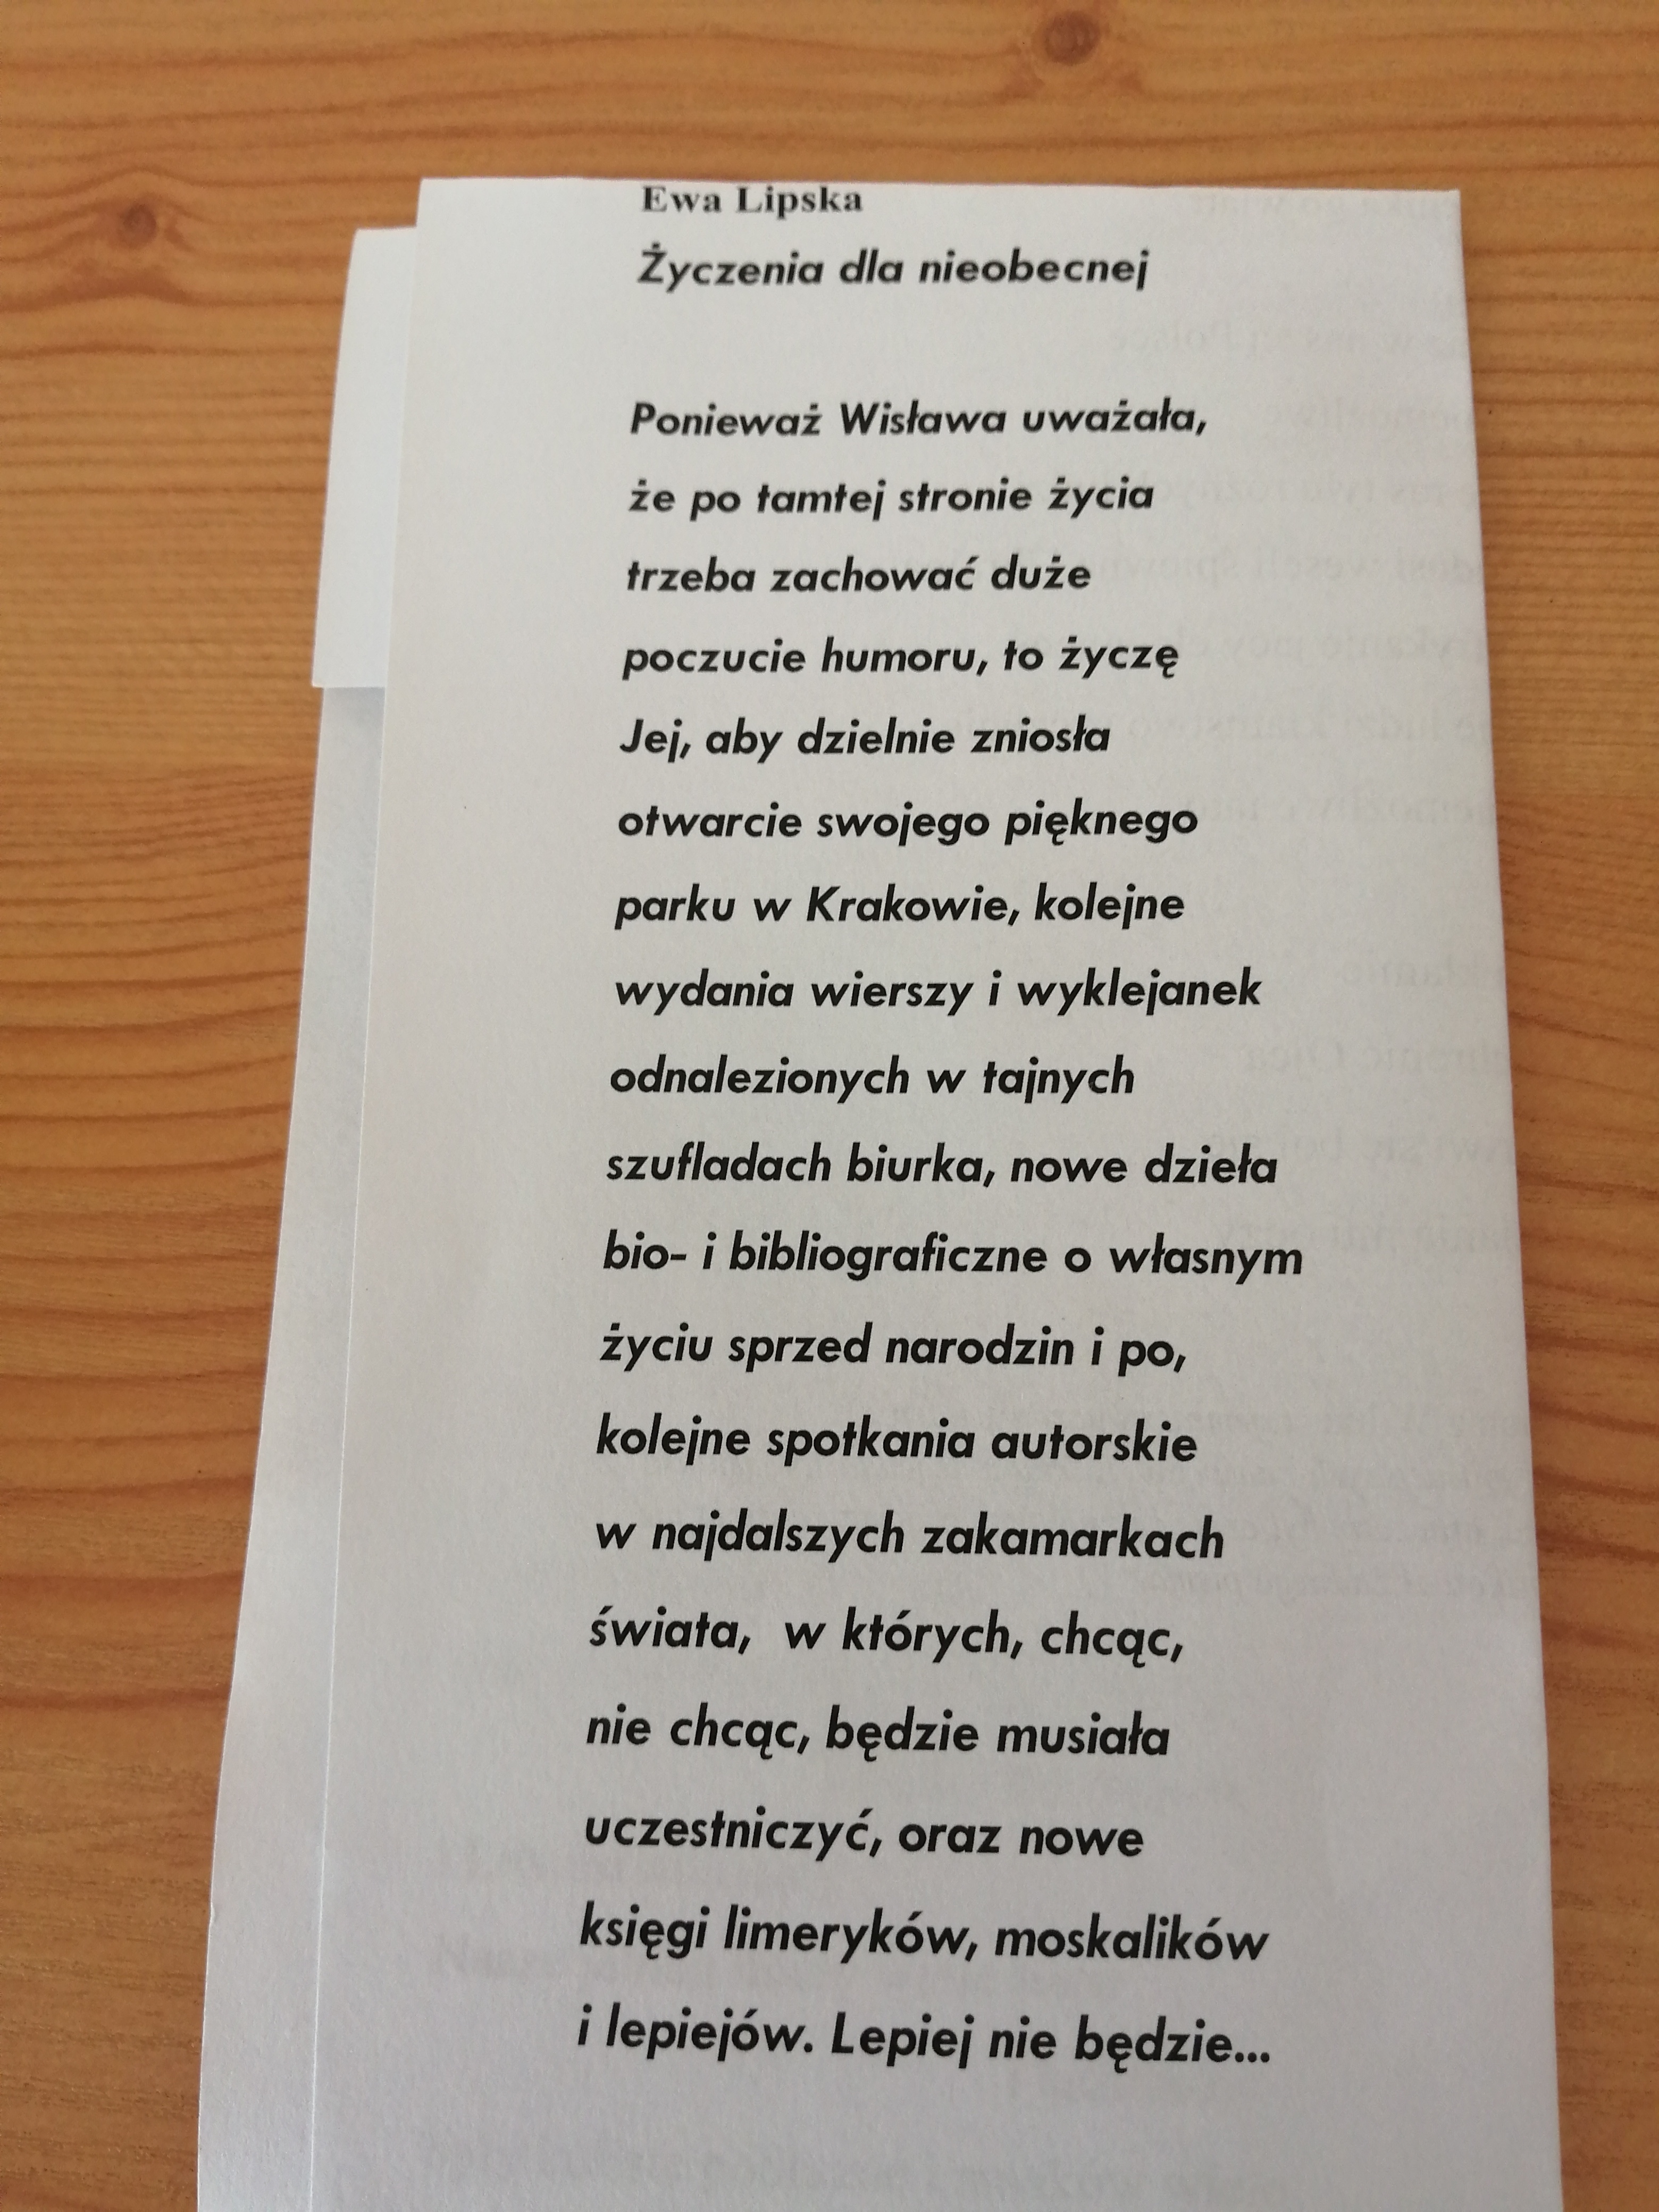 Ewa Lipska
Życzenia dla nieobecnej
Ponieważ Wisława uważała,
że po tamtej stronie życia
trzeba zachować duże
poczucie humoru, to życzę
Jej, aby dzielnie zniosła
otwarcie swojego pięknego
parku w Krakowie, kolejne
wydania wierszy i wyklejanek
odnalezionych w tajnych
szufladach biurka, nowe dzieła
bio- i bibliograficzne o własnym
życiu sprzed narodzin i po,
kolejne spotkania autorskie
w najdalszych zakamarkach
świata, w których, chcąc,
nie chcąc, będzie musiała
uczestniczyć, oraz nowe
księgi limeryków, moskalików
i lepiejów. Lepiej nie będzie...